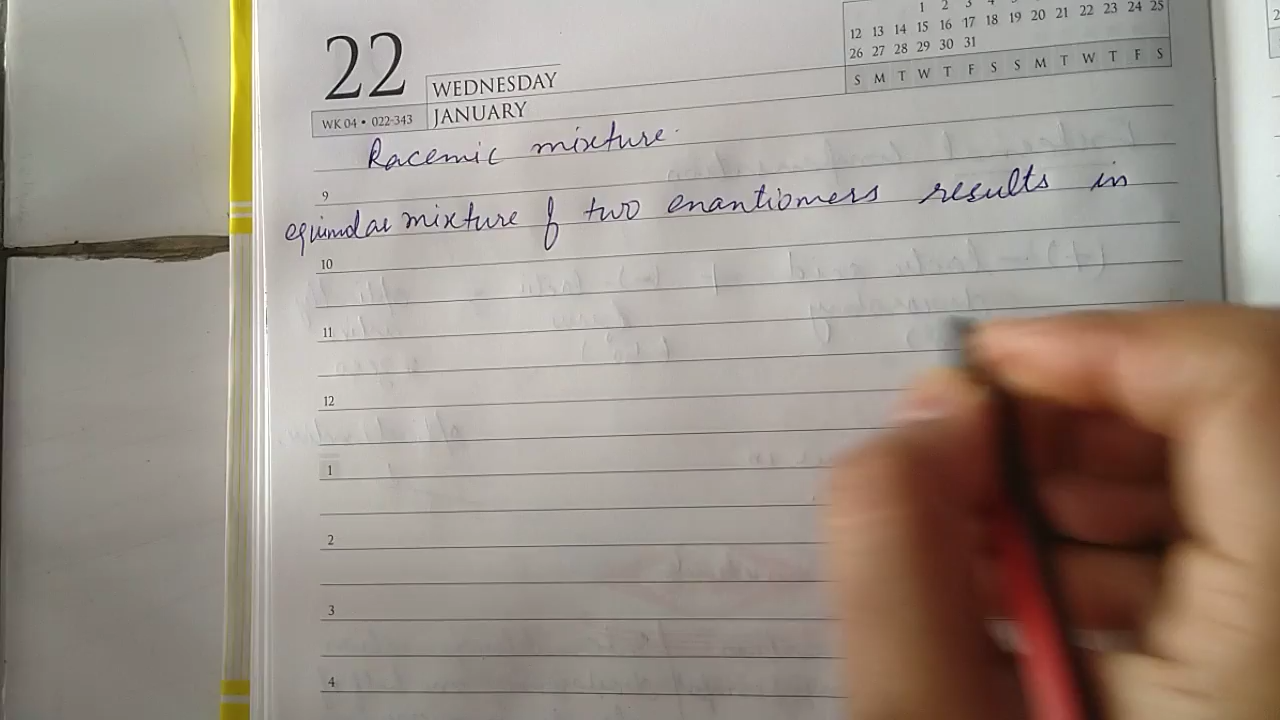 1 2 3 4
12 13 14 15 16 17 18 19 20 21 22 23 24 25
26 27 28 29 30 31
S M T W T F S S M T W T F S
22
WEDNESDAY
WK 04 • 022-343
JANUARY
Racemic mixture.
9
equimolar mixture of two enantiomers results in
10
11
12
1
2
3
4